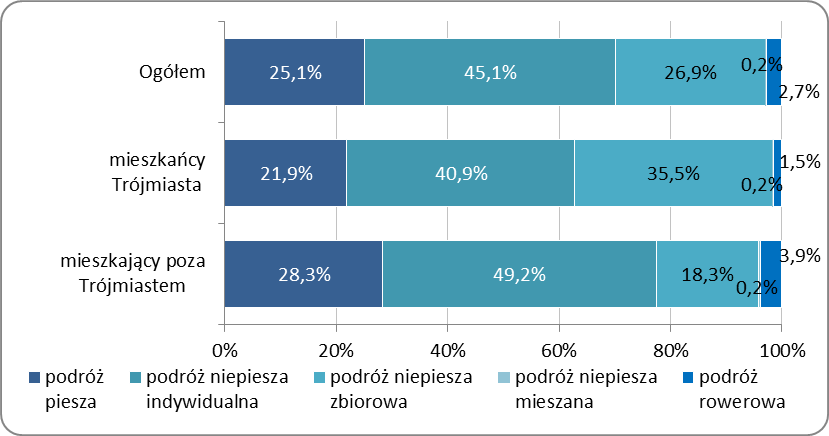 Ogółem
25,1%
45,1%
26,9%
0,2%
2,7%
mieszkańcy
Trójmiasta
21,9%
40,9%
35,5%
0,2%
1,5%
mieszkający poza
Trójmiastem
28,3%
49,2%
18,3%
0,2%
3,9%
0%
20%
40%
60%
80%
100%
podróż
piesza
podróż niepiesza
indywidualna
podróż niepiesza
zbiorowa
podróż niepiesza
mieszana
podróż
rowerowa